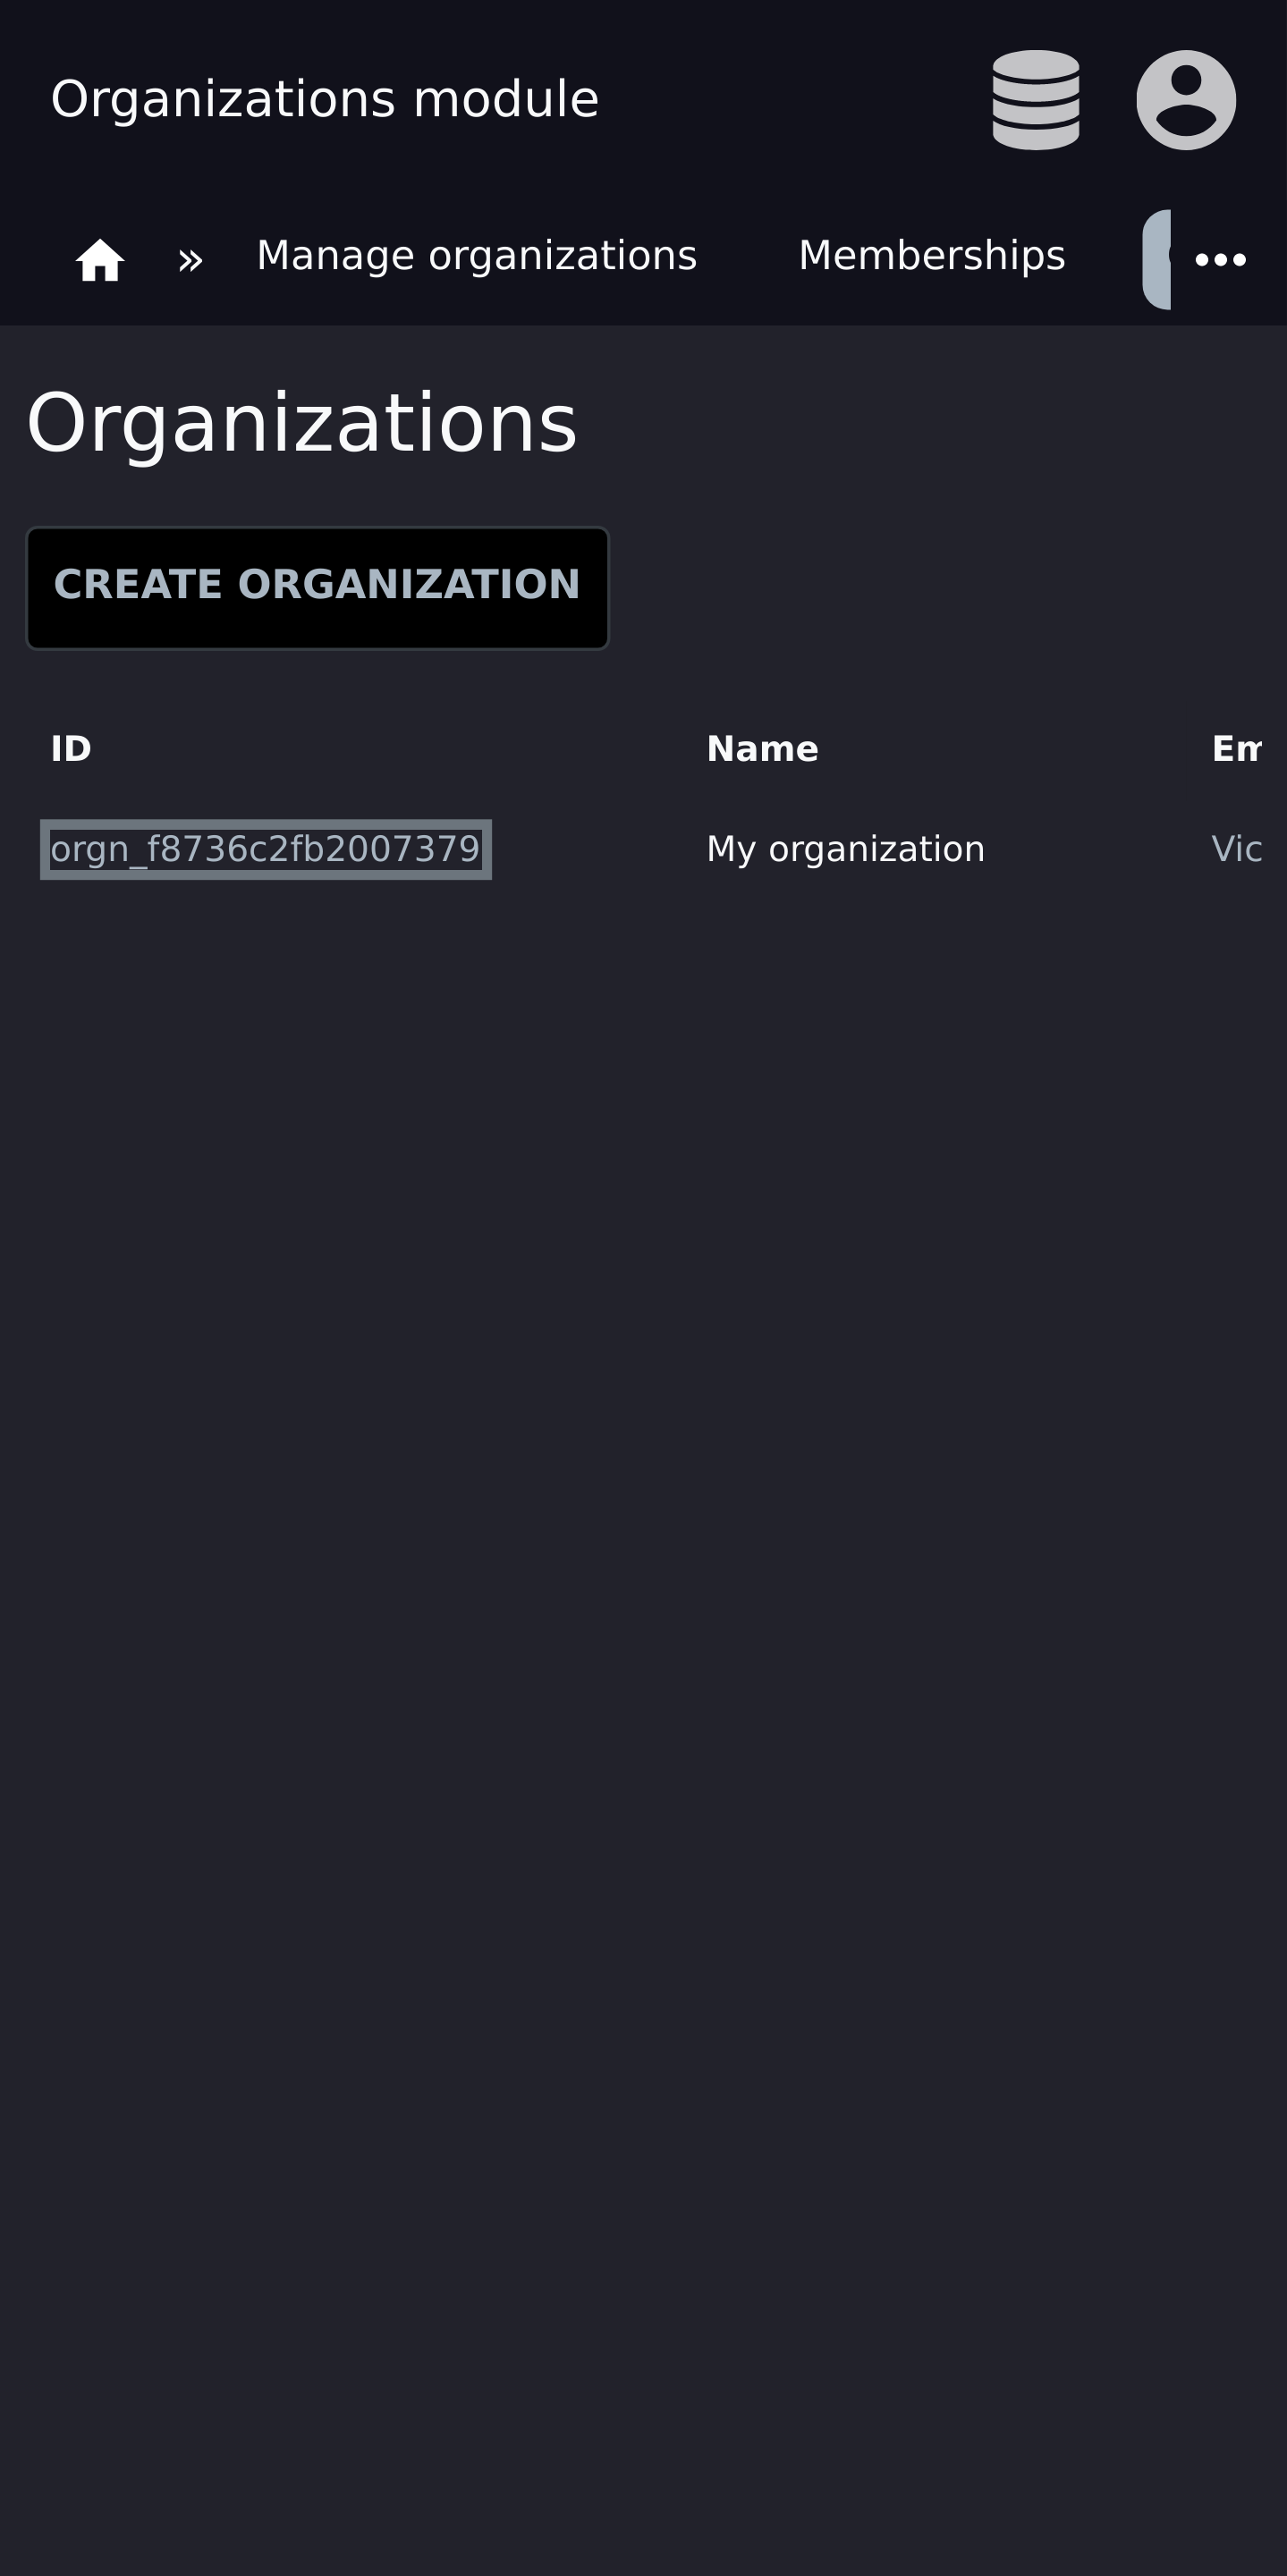 Organizations module
» Manage organizations Memberships
Organizations
CREATE ORGANIZATION
ID Name Em
orgn_f8736c2fb2007379 My organization Vic